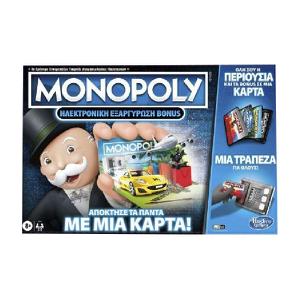 MONOPOLY
ΗΛΕΚΤΡΟΝΙΚΗ ΕΞΑΡΓΥΡΩΣΗ BONUS
ΟΛΗ ΣΟΥ Η
ΠΕΡΙΟΥΣΙΑ
ΚΑΙ ΤΑ BONUS ΣΕ ΜΙΑ
ΚΑΡΤΑ
MONOPOLY
ΜΙΑ ΤΡΑΠΕΖΑ
ΓΙΑ ΟΛΟΥΣ!
ΑΠΟΚΤΗΣΕ ΤΑ ΠΑΝΤΑ
ΜΕ ΜΙΑ ΚΑΡΤΑ!
8+
Hasbro
Gaming